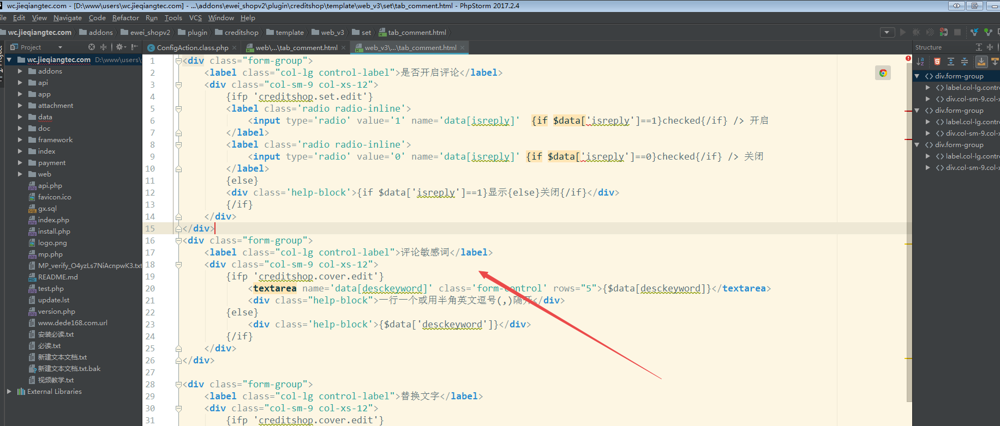 wc.jieqiangtec.com - [D:\www\users\wc.jieqiangtec.com] - ...\addons\ewei_shopv2\plugin\creditshop\template\web_v3\set\tab_comment.html - PhpStorm 2017.2.4
ile Edit View Navigate Code Refactor Run Tools VCS Window Help
wc.jieqiangtec.com addons ewei_shopv2 plugin creditshop template web_v3 set tab_comment.html
Project
ConfigAction.class.php
web\...\tab_comment.html
web_v3\...\tab_comment.html
Structure
wc.jieqiangtec.com D:\www\users\
addons
api
app
attachment
data
doc
framework
index
payment
web
api.php
favicon.ico
gx.sql
index.php
install.php
logo.png
mp.php
MP_verify_O4yzLs7NiAcnpwK3.txt
README.md
test.php
update.lst
version.php
www.dede168.com.url
安装必读.txt
必读.txt
新建文本文档.txt
新建文本文档.txt.bak
视频教学.txt
External Libraries
1 <div class="form-group">
2 <label class="col-lg control-label">是否开启评论</label>
3 <div class="col-sm-9 col-xs-12">
4 {ifp 'creditshop.set.edit'}
5 <label class='radio radio-inline'>
6 <input type='radio' value='1' name='data[isreply]' {if $data['isreply']==1}checked{/if} /> 开启
7 </label>
8 <label class='radio radio-inline'>
9 <input type='radio' value='0' name='data[isreply]' {if $data['isreply']==0}checked{/if} /> 关闭
10 </label>
11 {else}
12 <div class='help-block'>{if $data['isreply']==1}显示{else}关闭{/if}</div>
13 {/if}
14 </div>
15 </div>
16 <div class="form-group">
17 <label class="col-lg control-label">评论敏感词</label>
18 <div class="col-sm-9 col-xs-12">
19 {ifp 'creditshop.cover.edit'}
20 <textarea name='data[desckeyword]' class='form-control' rows="5">{$data[desckeyword]}</textarea>
21 <div class="help-block">一行一个或用半角英文逗号(,)隔开</div>
22 {else}
23 <div class='help-block'>{$data['desckeyword']}</div>
24 {/if}
25 </div>
26 </div>
27
28 <div class="form-group">
29 <label class="col-lg control-label">替换文字</label>
30 <div class="col-sm-9 col-xs-12">
31 {ifp 'creditshop.cover.edit'}
div.form-group
label.col-lg.contr
div.col-sm-9.col-x
div.form-group
label.col-lg.contr
div.col-sm-9.col-x
div.form-group
label.col-lg.contr
div.col-sm-9.col-x